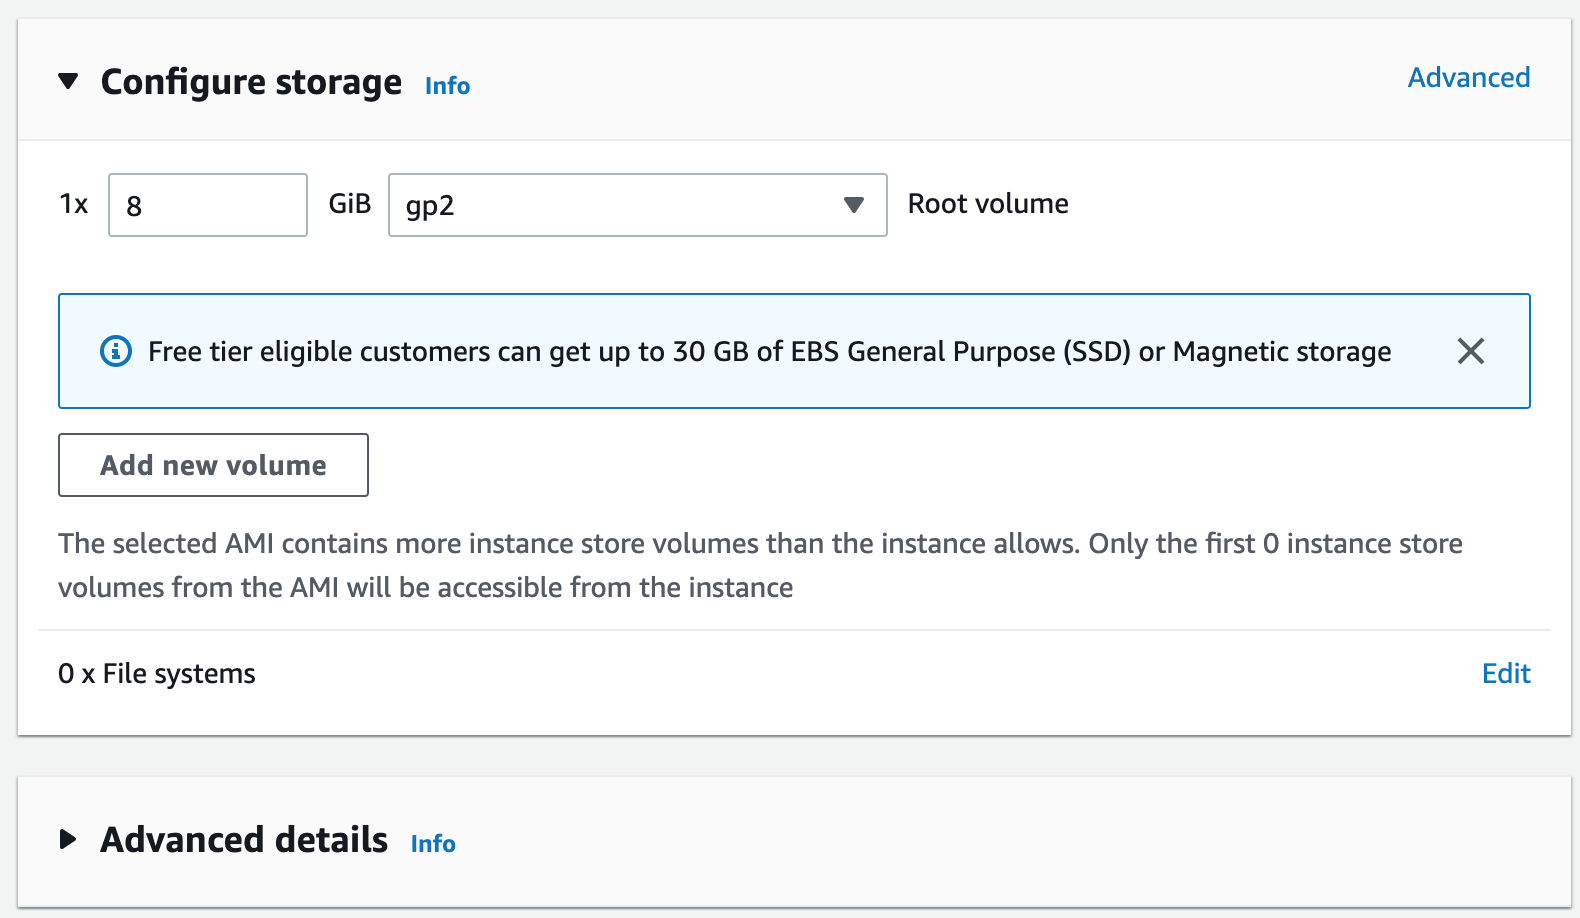 Configure storage Info Advanced
1x 8 GiB gp2 Root volume
Free tier eligible customers can get up to 30 GB of EBS General Purpose (SSD) or Magnetic storage
Add new volume
The selected AMI contains more instance store volumes than the instance allows. Only the first 0 instance store
volumes from the AMI will be accessible from the instance
0 x File systems Edit
Advanced details Info